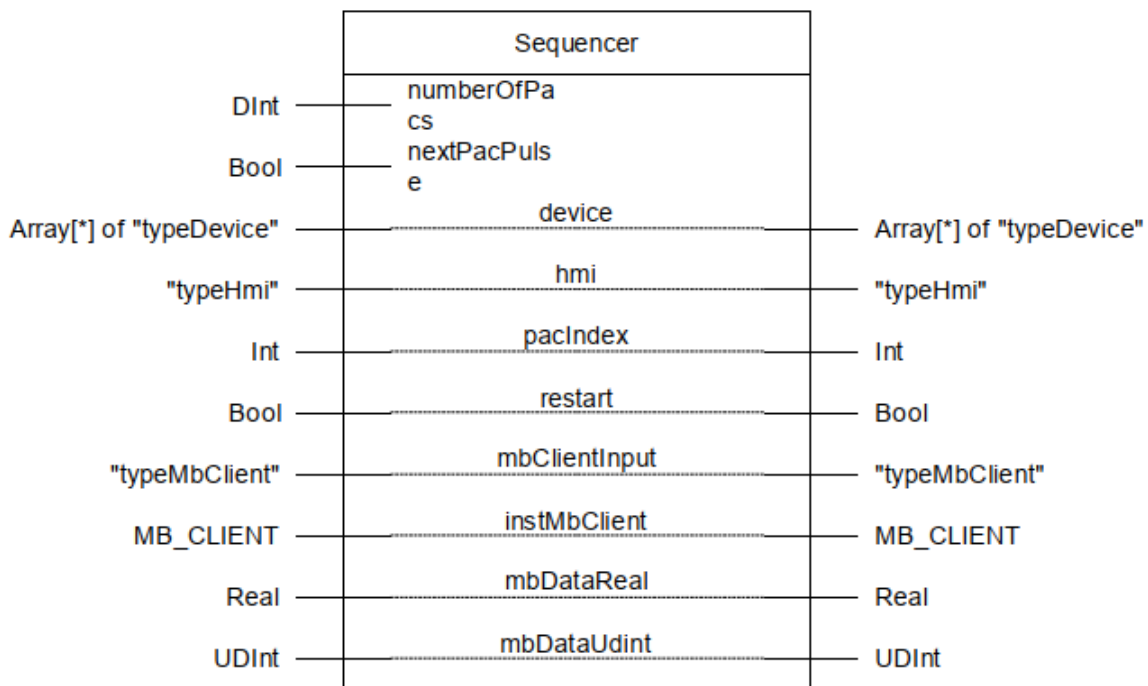 Sequencer
DInt numberOfPa
cs
Bool nextPacPuls
e
Array[*] of "typeDevice" device Array[*] of "typeDevice"
"typeHmi" hmi "typeHmi"
Int pacIndex Int
Bool restart Bool
"typeMbClient" mbClientInput "typeMbClient"
MB_CLIENT instMbClient MB_CLIENT
Real mbDataReal Real
UDInt mbDataUdint UDInt